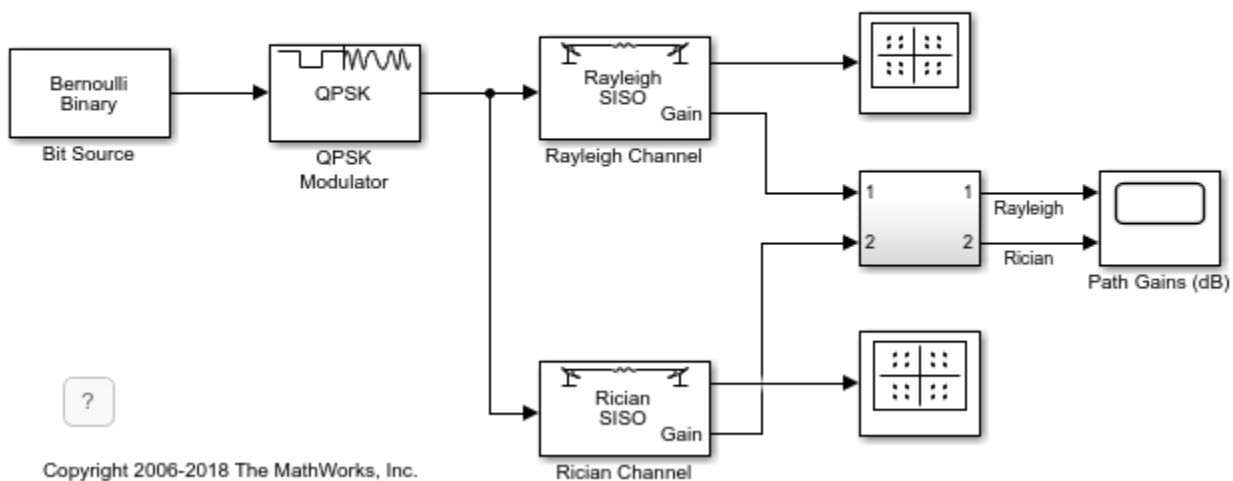 Bernoulli
Binary
Bit Source
QPSK
QPSK
Modulator
Rayleigh
SISO
Gain
Rayleigh Channel
1
2
1
2
Rayleigh
Rician
Path Gains (dB)
Rician
SISO
Gain
Rician Channel
?
Copyright 2006-2018 The MathWorks, Inc.